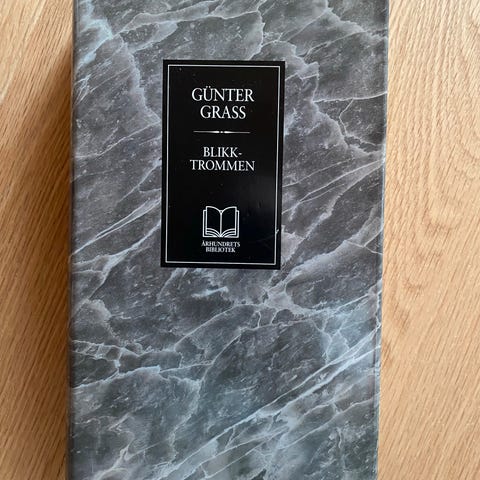 GÜNTER
GRASS
BLIKK-
TROMMEN
ÅRHUNDRETS
BIBLIOTEK